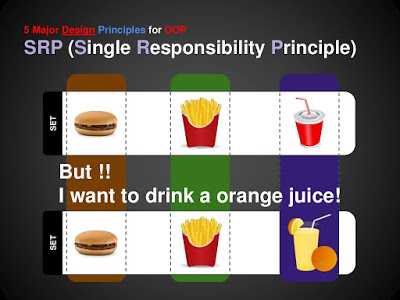 5 Major Design Principles for OOP
SRP (Single Responsibility Principle)
SET
But !!
I want to drink a orange juice!
SET